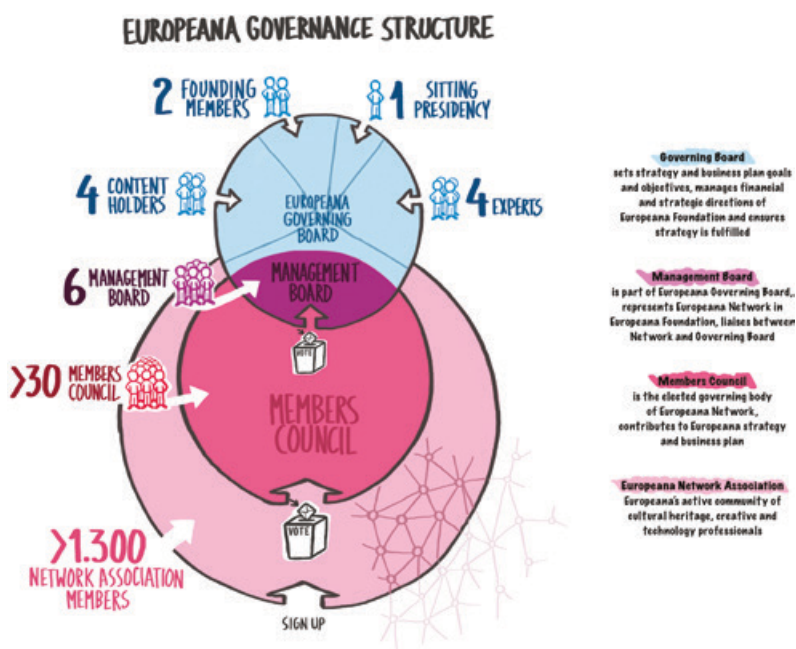 EUROPEANA GOVERNANCE STRUCTURE
2 FOUNDING
MEMBERS
1 SITTING
PRESIDENCY
4 CONTENT
HOLDERS
4 EXPERTS
EUROPEANA
GOVERNING
BOARD
6 MANAGEMENT
BOARD
MANAGEMENT
BOARD
VOTE
>30 MEMBERS
COUNCIL
MEMBERS
COUNCIL
VOTE
>1.300
NETWORK ASSOCIATION
MEMBERS
SIGN UP
Governing Board
sets strategy and business plan goals
and objectives, manages financial
and strategic directions of
Europeana Foundation and ensures
strategy is fulfilled
Management Board
is part of Europeana Governing Board,.
represents Europeana Network in
Europeana Foundation, liaises between
Network and Governing Board
Members Council
is the elected governing body
of Europeana Network,
contributes to Europeana strategy
and business plan
Europeana Network Association
Europeana's active community of
cultural heritage, creative and
technology professionals